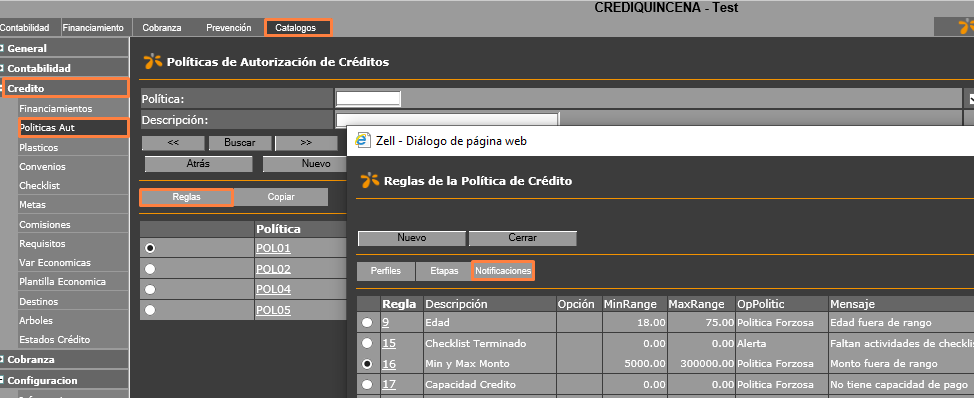 CREDIQUINCENA - Test
Contabilidad Financiamiento Cobranza Prevención Catalogos
General
Contabilidad
Credito
Financiamientos
Politicas Aut
Plasticos
Convenios
Checklist
Metas
Comisiones
Requisitos
Var Economicas
Plantilla Economica
Destinos
Arboles
Estados Crédito
Cobranza
Configuracion
Políticas de Autorización de Créditos
Política:
Descripción:
<< Buscar >>
Atrás Nuevo
Reglas Copiar
Política
POL01
POL02
POL04
POL05
Zell - Diálogo de página web
Reglas de la Política de Crédito
Nuevo Cerrar
Perfiles Etapas Notificaciones
Regla Descripción Opción MinRange MaxRange OpPolitic Mensaje
9 Edad 18.00 75.00 Politica Forzosa Edad fuera de rango
15 Checklist Terminado 0.00 0.00 Alerta Faltan actividades de checklis
16 Min y Max Monto 5000.00 300000.00 Politica Forzosa Monto fuera de rango
17 Capacidad Credito 0.00 0.00 Politica Forzosa No tiene capacidad de pago